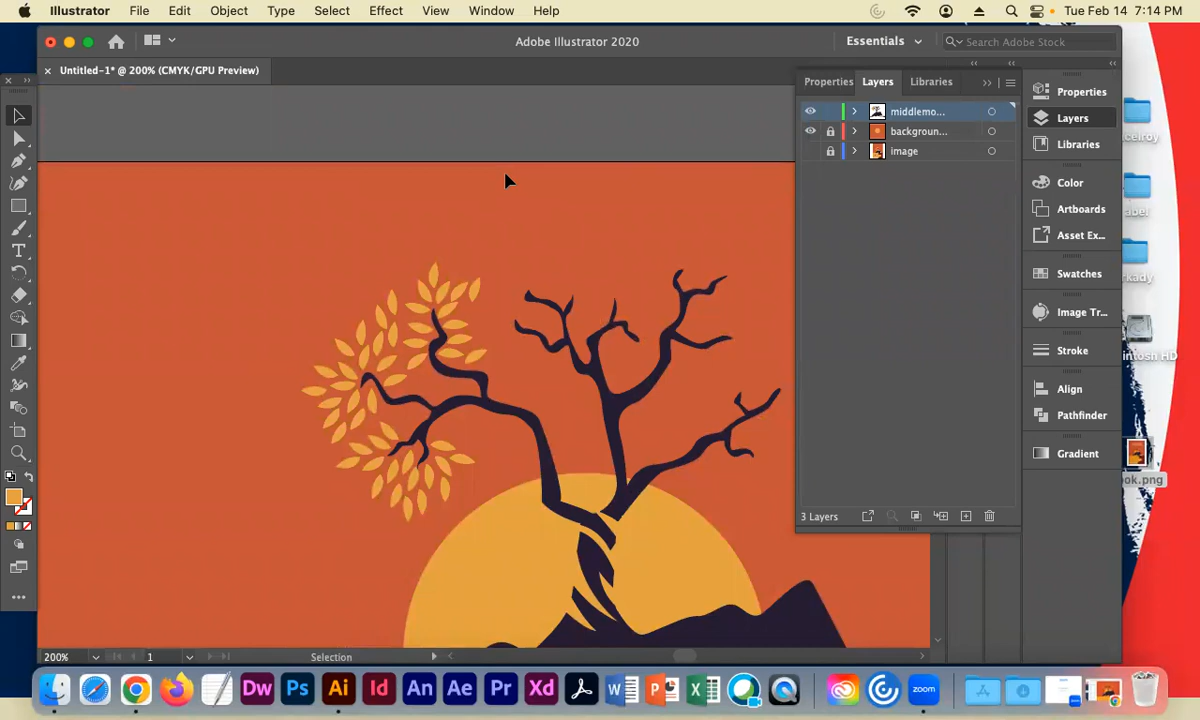 Illustrator File Edit Object Type Select Effect View Window Help Tue Feb 14 7:14 PM
Adobe Illustrator 2020 Essentials Search Adobe Stock
Untitled-1* @ 200% (CMYK/GPU Preview)
Properties Layers Libraries
middlemo...
backgroun...
image
3 Layers
Properties
Layers
Libraries
Color
Artboards
Asset Ex...
Swatches
Image Tr...
Stroke
Align
Pathfinder
Gradient
celroy
abel
kady
intosh HD
ok.png
200% 1 Selection
Dw Ps Ai Id An Ae Pr Xd W P X zoom